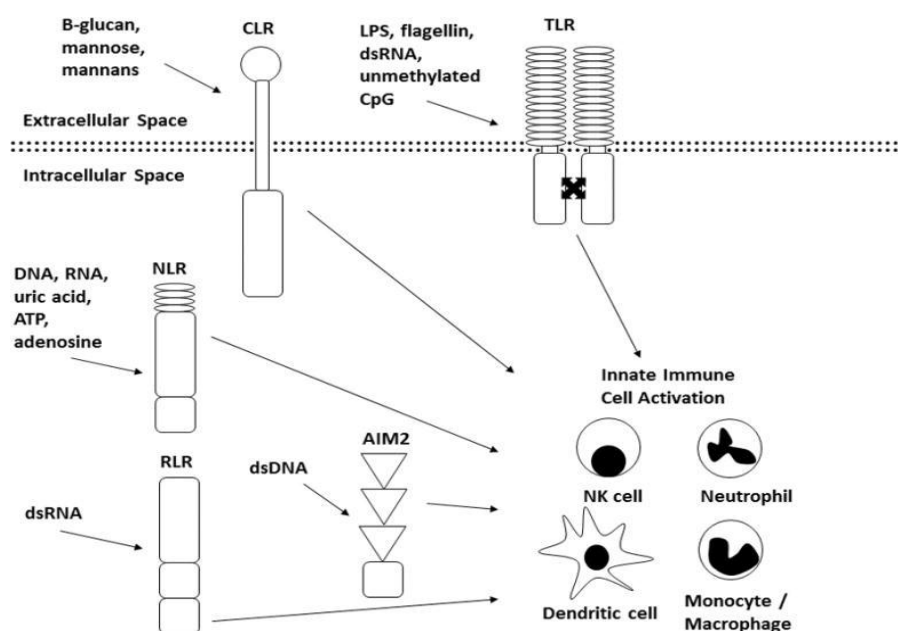 B-glucan,
mannose,
mannans
CLR
LPS, flagellin,
dsRNA,
unmethylated
CpG
TLR
Extracellular Space
Intracellular Space
DNA, RNA,
uric acid,
ATP,
adenosine
NLR
Innate Immune
Cell Activation
AIM2
dsDNA
RLR
dsRNA
NK cell
Neutrophil
Dendritic cell
Monocyte /
Macrophage